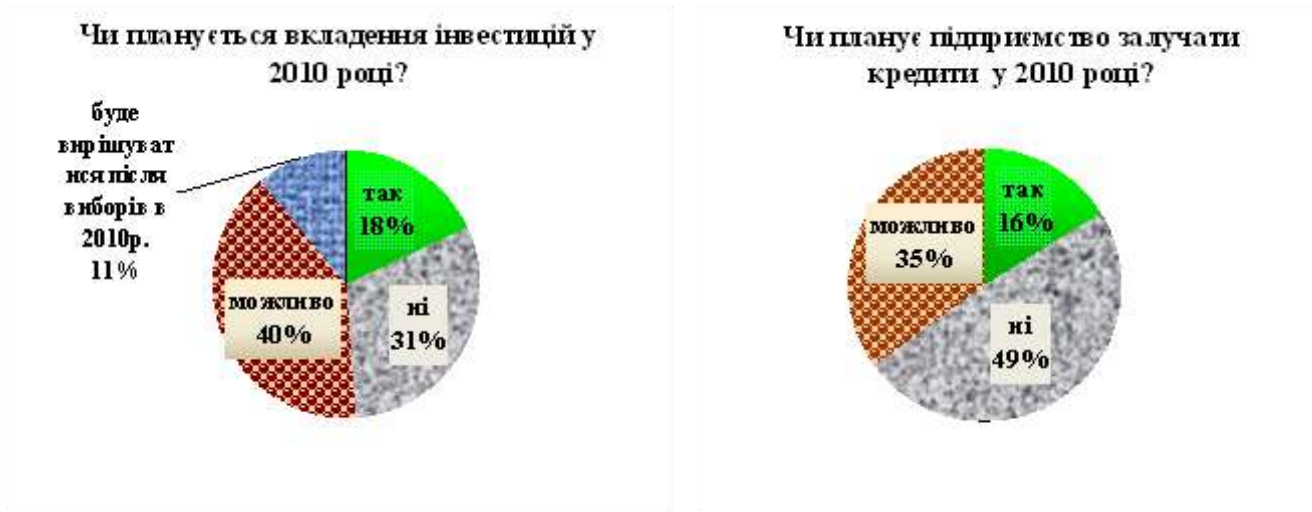 Чи планується вкладення інвестицій у
2010 році?
буде
вирішуват
ися після
виборів в
2010р.
11%
так
18%
можливо
40%
ні
31%
Чи планує підприємство залучати
кредити у 2010 році?
так
16%
можливо
35%
ні
49%